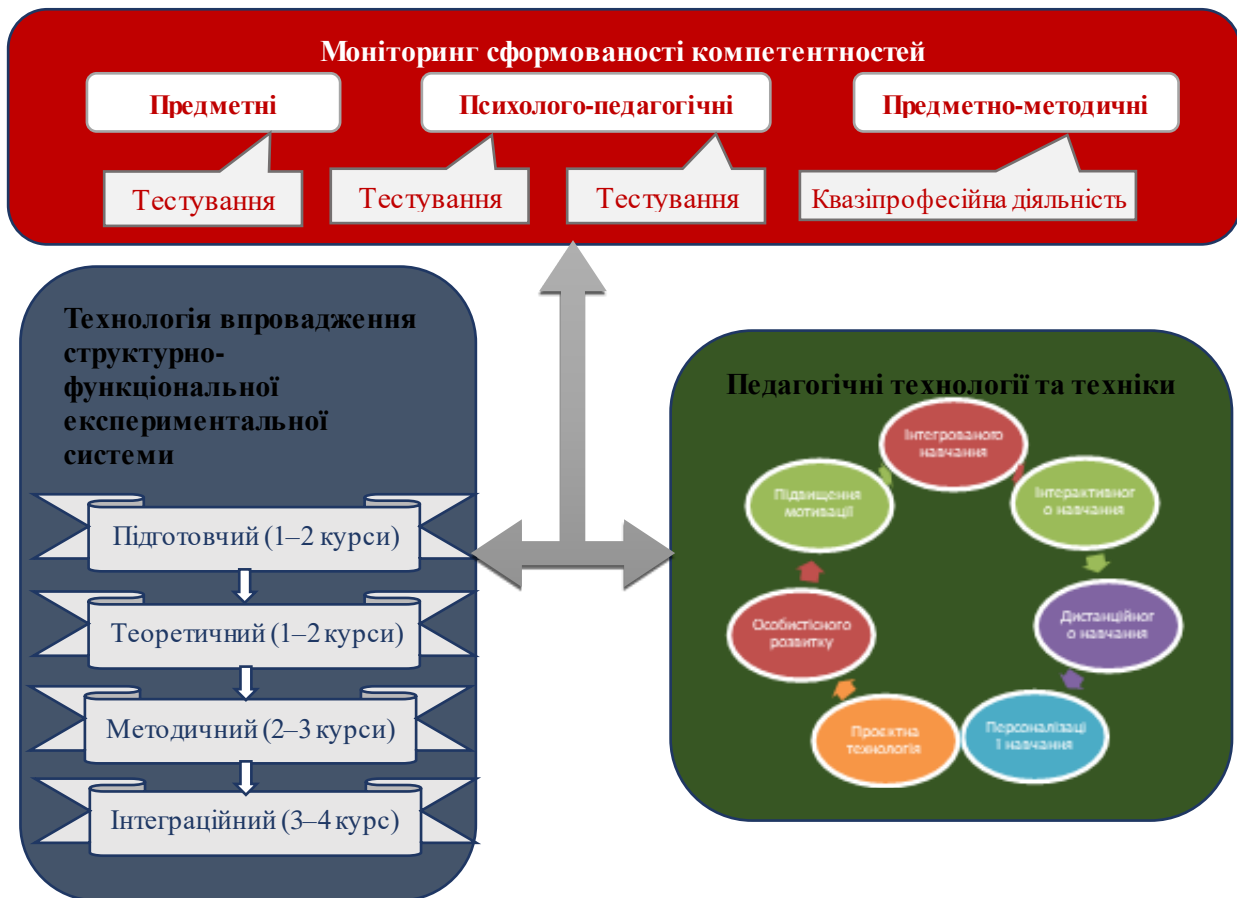 Моніторинг сформованості компетентностей
Предметні
Психолого-педагогічні
Предметно-методичні
Тестування
Тестування
Тестування
Квазіпрофесійна діяльність
Технологія впровадження
структурно-
функціональної
експериментальної
системи
Підготовчий (1–2 курси)
Теоретичний (1–2 курси)
Методичний (2–3 курси)
Інтеграційний (3–4 курс)
Педагогічні технології та техніки
Інтегрованого
навчання
Інтерактивног
о навчання
Дистанційног
о навчання
Персоналізаці
ї навчання
Проєктна
технологія
Особистісного
розвитку
Підвищення
мотивації